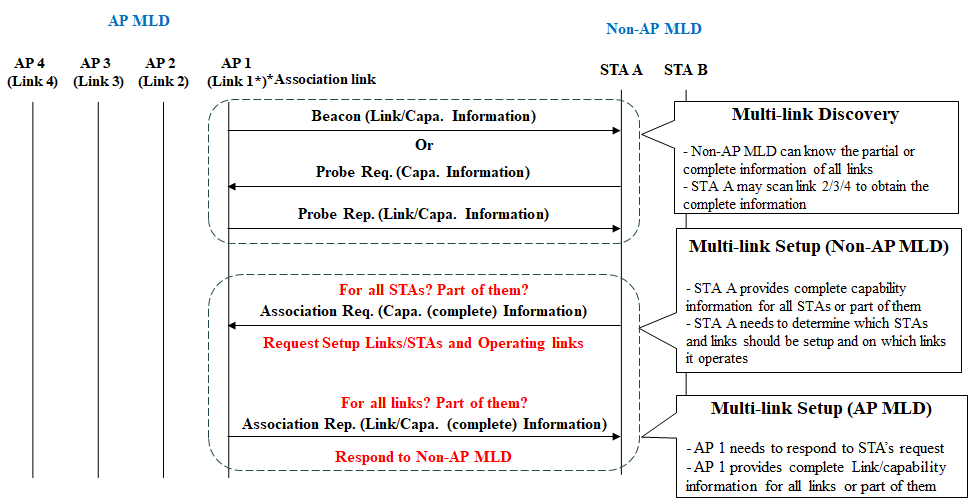 AP MLD
Non-AP MLD
AP 4
(Link 4)
AP 3
(Link 3)
AP 2
(Link 2)
AP 1
(Link 1*)
*Association link
STA A
STA B
Beacon (Link/Capa. Information)
Or
Probe Req. (Capa. Information)
Probe Rep. (Link/Capa. Information)
Multi-link Discovery
- Non-AP MLD can know the partial or
complete information of all links
- STA A may scan link 2/3/4 to obtain the
complete information
For all STAs? Part of them?
Association Req. (Capa. (complete) Information)
Request Setup Links/STAs and Operating links
Multi-link Setup (Non-AP MLD)
- STA A provides complete capability
information for all STAs or part of them
- STA A needs to determine which STAs
and links should be setup and on which links
it operates
For all links? Part of them?
Association Rep. (Link/Capa. (complete) Information)
Respond to Non-AP MLD
Multi-link Setup (AP MLD)
- AP 1 needs to respond to STA's request
- AP 1 provides complete Link/capability
information for all links or part of them